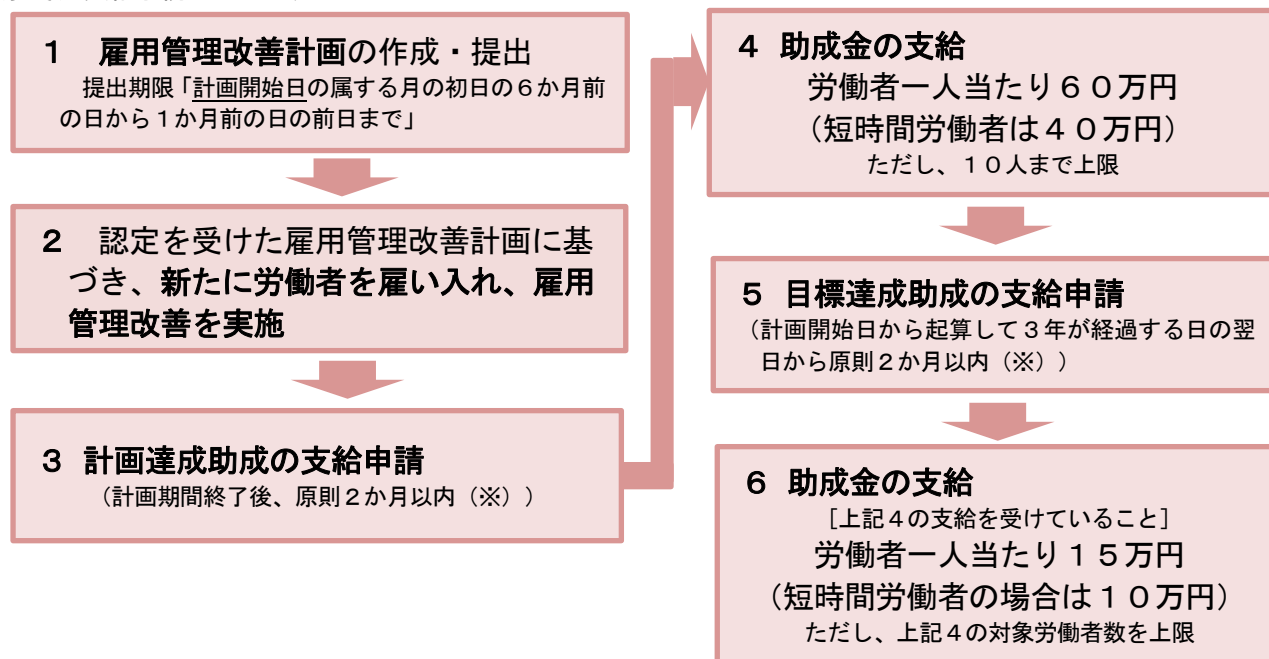 １　雇用管理改善計画の作成・提出
提出期限「計画開始日の属する月の初日の６か月前
の日から１か月前の日の前日まで」
２　認定を受けた雇用管理改善計画に基
づき、新たに労働者を雇い入れ、雇用
管理改善を実施
３　計画達成助成の支給申請
（計画期間終了後、原則２か月以内（※））
４　助成金の支給
労働者一人当たり６０万円
（短時間労働者は４０万円）
ただし、１０人まで上限
５　目標達成助成の支給申請
（計画開始日から起算して３年が経過する日の翌
日から原則２か月以内（※））
６　助成金の支給
［上記４の支給を受けていること］
労働者一人当たり１５万円
（短時間労働者の場合は１０万円）
ただし、上記４の対象労働者数を上限